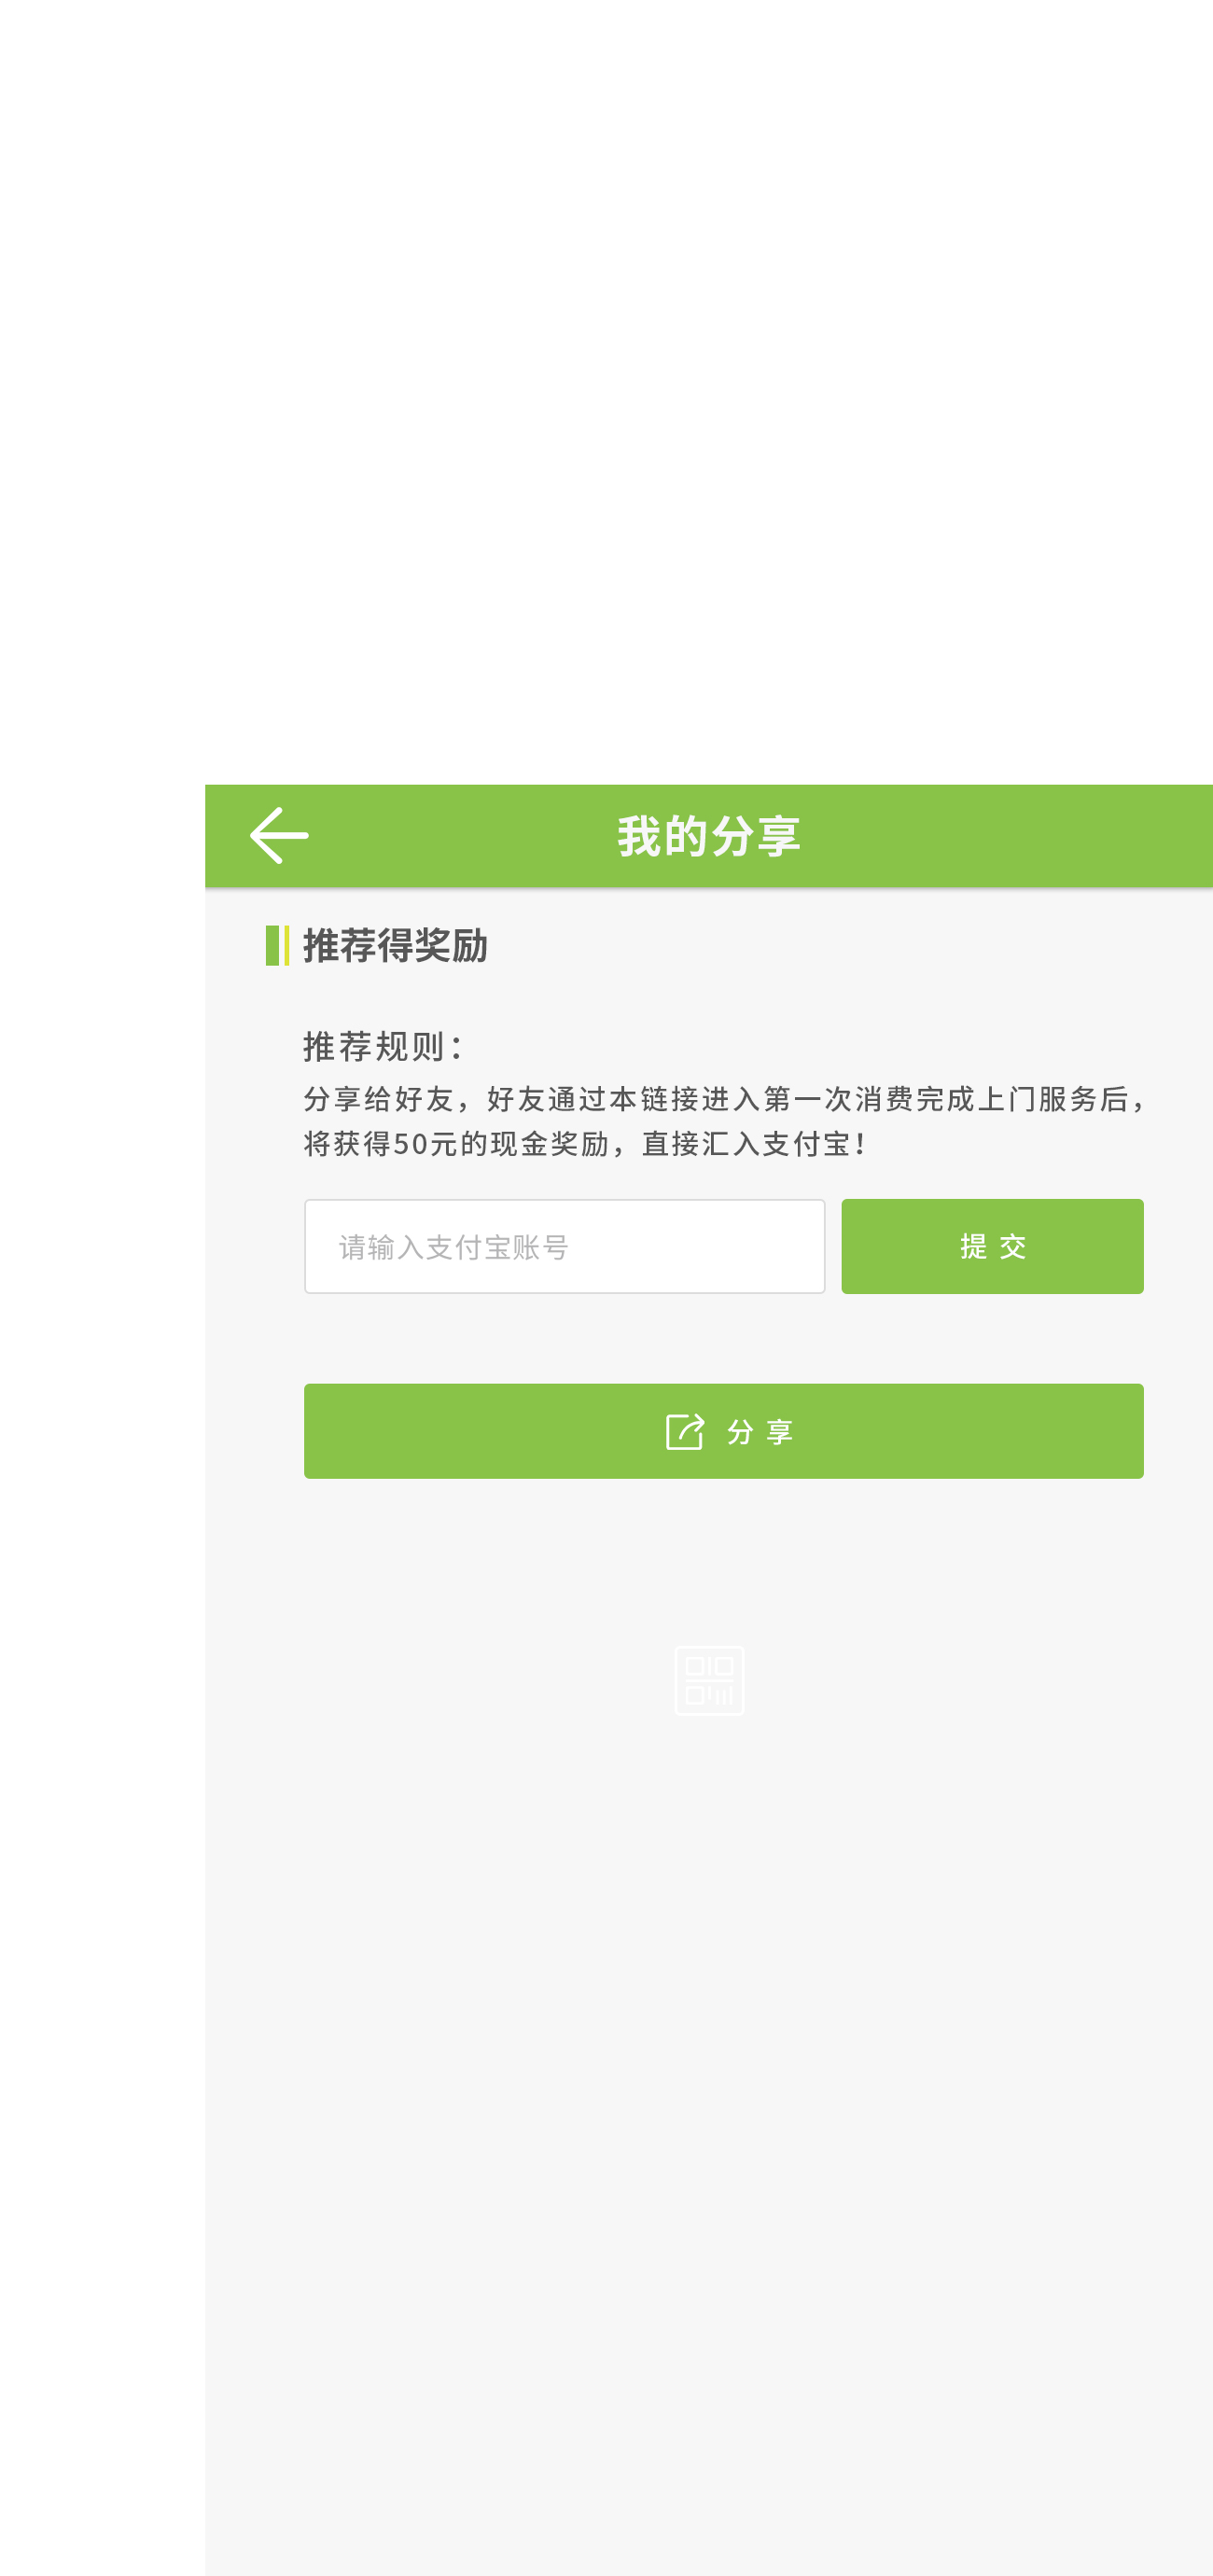 我的分享
推荐得奖励
推荐规则：
分享给好友，好友通过本链接进入第一次消费完成上门服务后，
将获得50元的现金奖励，直接汇入支付宝！
请输入支付宝账号
提 交
分 享